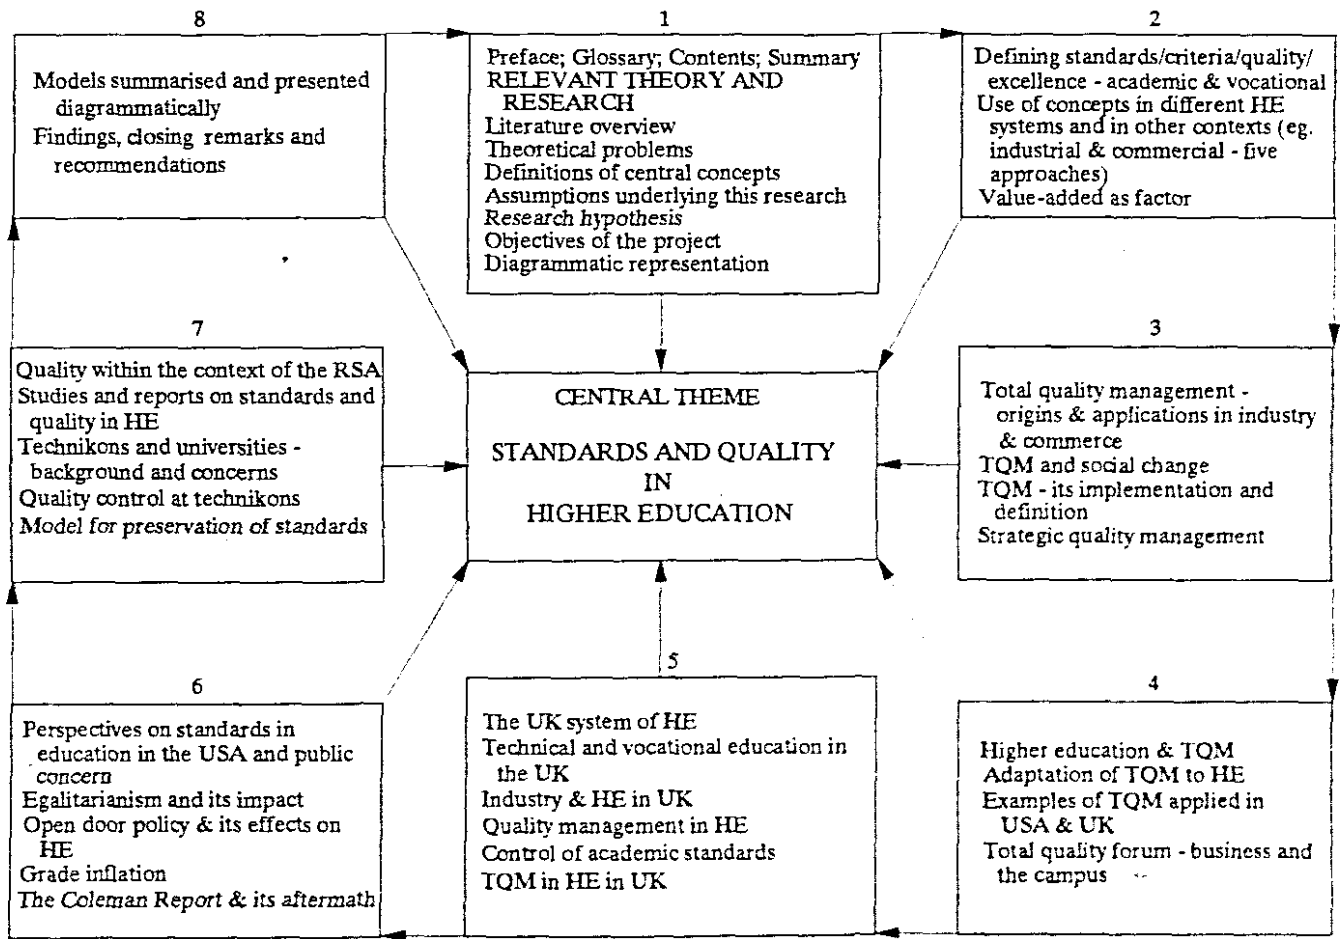 8
Models summarised and presented
diagrammatically
Findings, closing remarks and
recommendations
1
Preface; Glossary; Contents; Summary
RELEVANT THEORY AND
RESEARCH
Literature overview
Theoretical problems
Definitions of central concepts
Assumptions underlying this research
Research hypothesis
Objectives of the project
Diagrammatic representation
2
Defining standards/criteria/quality/
excellence - academic & vocational
Use of concepts in different HE
systems and in other contexts (eg.
industrial & commercial - five
approaches)
Value-added as factor
7
Quality within the context of the RSA
Studies and reports on standards and
quality in HE
Technikons and universities -
background and concerns
Quality control at technikons
Model for preservation of standards
CENTRAL THEME
STANDARDS AND QUALITY
IN
HIGHER EDUCATION
3
Total quality management -
origins & applications in industry
& commerce
TQM and social change
TQM - its implementation and
definition
Strategic quality management
6
Perspectives on standards in
education in the USA and public
concern
Egalitarianism and its impact
Open door policy & its effects on
HE
Grade inflation
The Coleman Report & its aftermath
5
The UK system of HE
Technical and vocational education in
the UK
Industry & HE in UK
Quality management in HE
Control of academic standards
TQM in HE in UK
4
Higher education & TQM
Adaptation of TQM to HE
Examples of TQM applied in
USA & UK
Total quality forum - business and
the campus